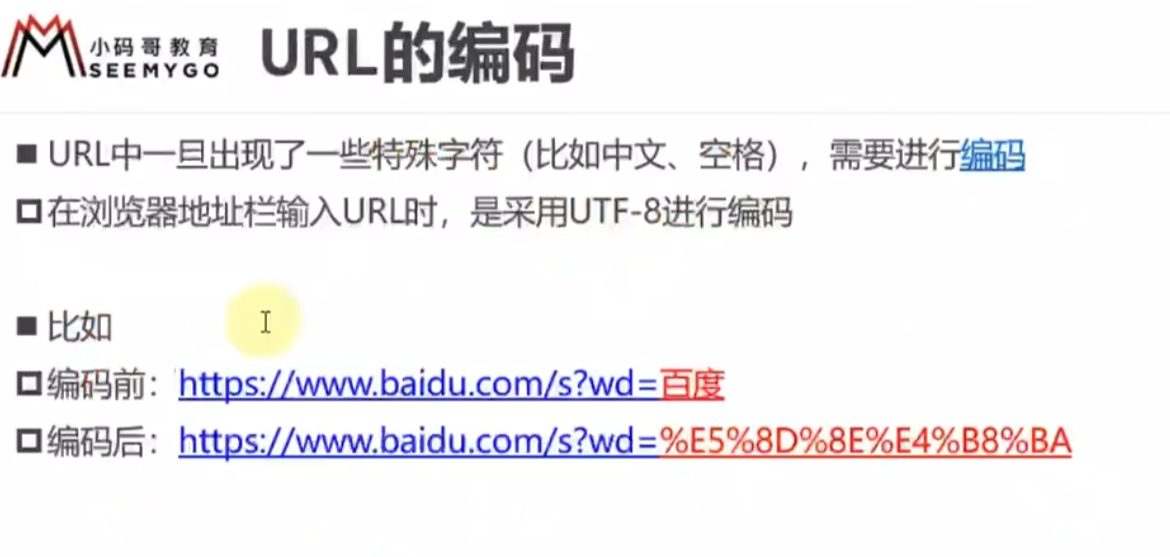 小码哥教育
SEEMYGO
URL的编码
■ URL中一旦出现了一些特殊字符（比如中文、空格），需要进行编码
□ 在浏览器地址栏输入URL时，是采用UTF-8进行编码
■ 比如
□ 编码前：https://www.baidu.com/s?wd=百度
□ 编码后：https://www.baidu.com/s?wd=%E5%8D%8E%E4%B8%BA